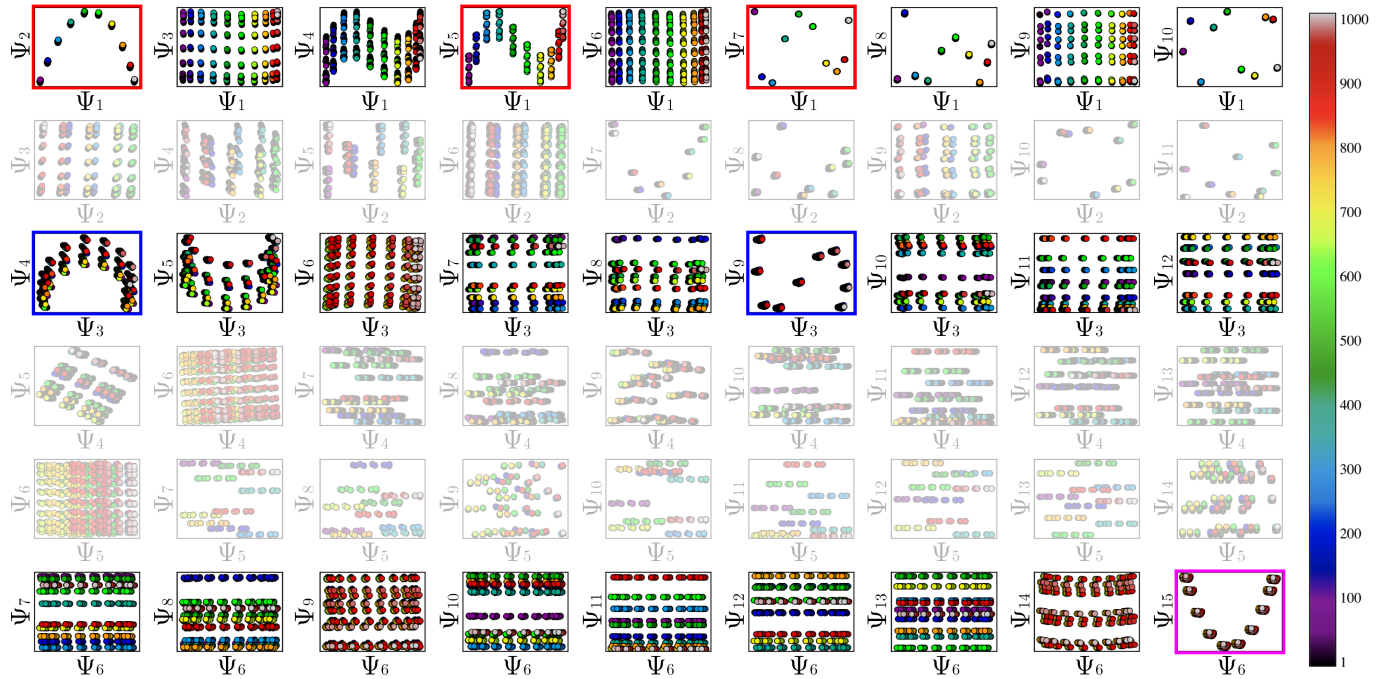 Ψ2 Ψ3 Ψ4 Ψ5 Ψ6 Ψ7 Ψ8 Ψ9 Ψ10 1000
Ψ1 Ψ1 Ψ1 Ψ1 Ψ1 Ψ1 Ψ1 Ψ1 Ψ1 900
Ψ3 Ψ4 Ψ5 Ψ6 Ψ7 Ψ8 Ψ9 Ψ10 Ψ11 800
Ψ2 Ψ2 Ψ2 Ψ2 Ψ2 Ψ2 Ψ2 Ψ2 Ψ2 700
Ψ4 Ψ5 Ψ6 Ψ7 Ψ8 Ψ9 Ψ10 Ψ11 Ψ12 600
Ψ3 Ψ3 Ψ3 Ψ3 Ψ3 Ψ3 Ψ3 Ψ3 Ψ3 500
Ψ5 Ψ6 Ψ7 Ψ8 Ψ9 Ψ10 Ψ11 Ψ12 Ψ13 400
Ψ4 Ψ4 Ψ4 Ψ4 Ψ4 Ψ4 Ψ4 Ψ4 Ψ4 300
Ψ6 Ψ7 Ψ8 Ψ9 Ψ10 Ψ11 Ψ12 Ψ13 Ψ14 200
Ψ5 Ψ5 Ψ5 Ψ5 Ψ5 Ψ5 Ψ5 Ψ5 Ψ5
Ψ7 Ψ8 Ψ9 Ψ10 Ψ11 Ψ12 Ψ13 Ψ14 Ψ15 100
Ψ6 Ψ6 Ψ6 Ψ6 Ψ6 Ψ6 Ψ6 Ψ6 Ψ6 1